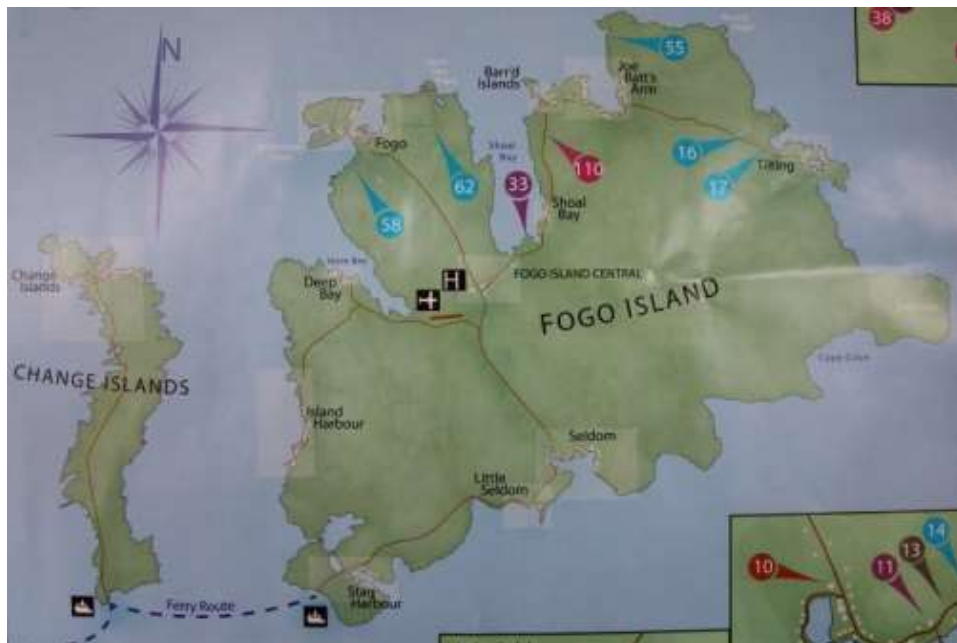 N
38
55
Barr'd
Islands
Joe
Batt's
Arm
Fogo
Shoal
Bay
16
Tilting
17
62
33
110
Shoal
Bay
58
Change
Islands
Deep
Bay
H
FOGO ISLAND CENTRAL
FOGO ISLAND
CHANGE ISLANDS
Island
Harbour
Seldom
Little
Seldom
Stag
Harbour
Ferry Route
10
11
13
14